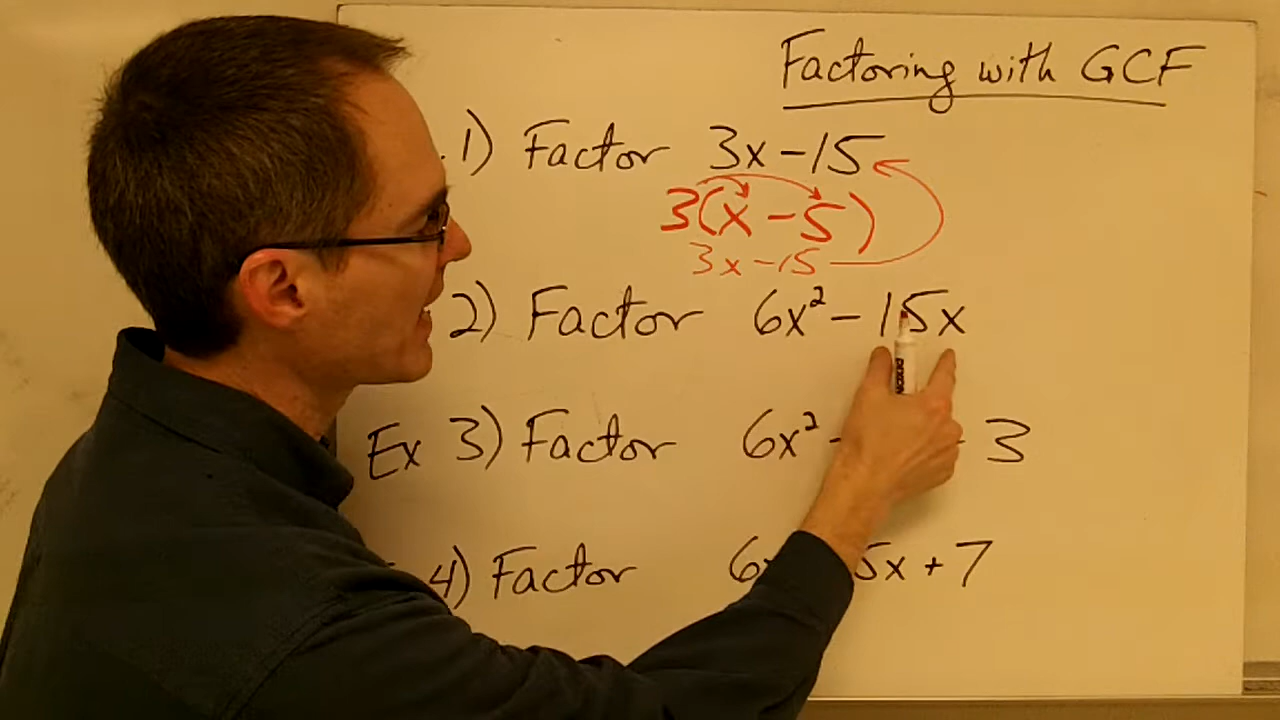 Factoring with GCF
.1) Factor 3x-15
3(x-5)
3x-15
2) Factor 6x² - 15x
Ex 3) Factor 6x² - 3
4) Factor 6 5x + 7